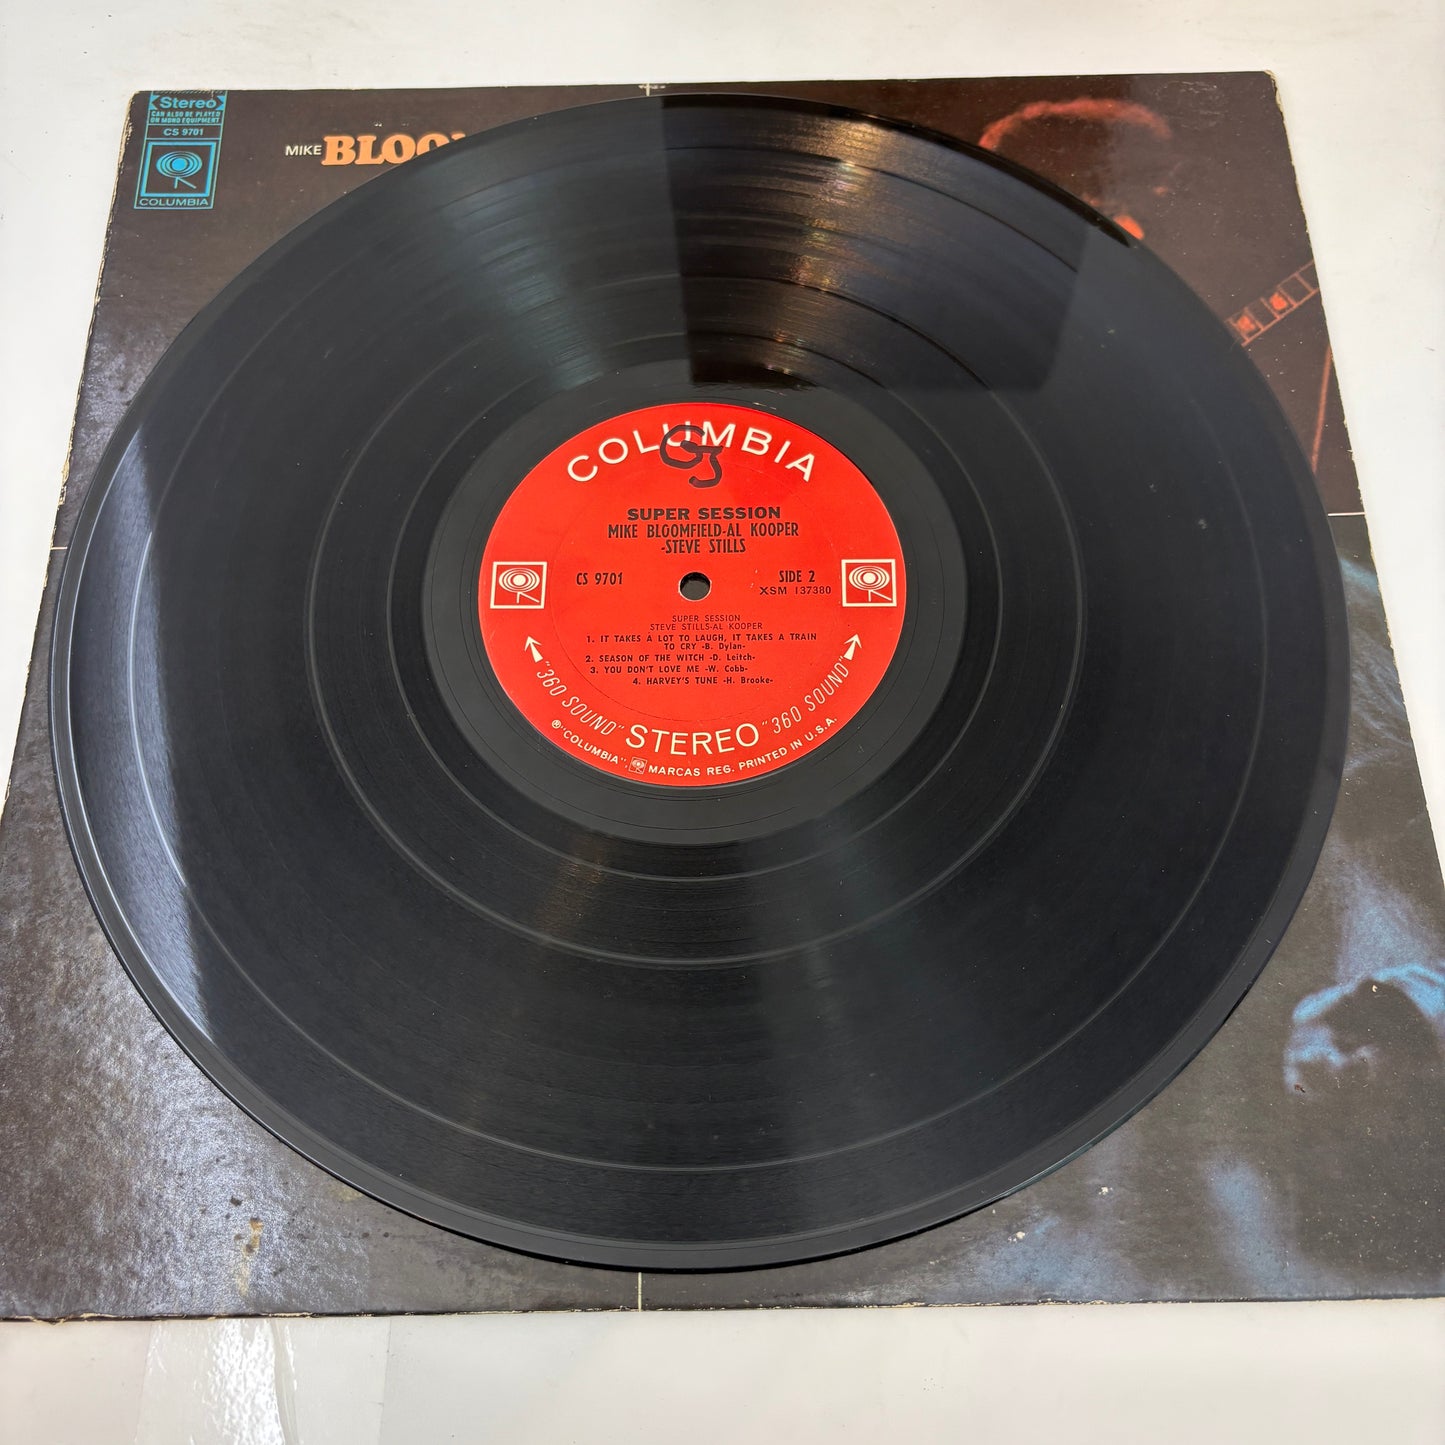 Stereo
CAN ALSO BE PLAYED
ON MONO EQUIPMENT
CS 9701
COLUMBIA
MIKE
COLUMBIA
SUPER SESSION
MIKE BLOOMFIELD-AL KOOPER
-STEVE STILLS
CS 9701 SIDE 2
XSM 137380
SUPER SESSION
STEVE STILLS-AL KOOPER
1. IT TAKES A LOT TO LAUGH, IT TAKES A TRAIN
TO CRY -B. Dylan-
2. SEASON OF THE WITCH -D. Leitch-
3. YOU DON'T LOVE ME -W. Cobb-
4. HARVEY'S TUNE -H. Brooke-
"360 SOUND" STEREO "360 SOUND"
℗"COLUMBIA", MARCAS REG. PRINTED IN U.S.A.